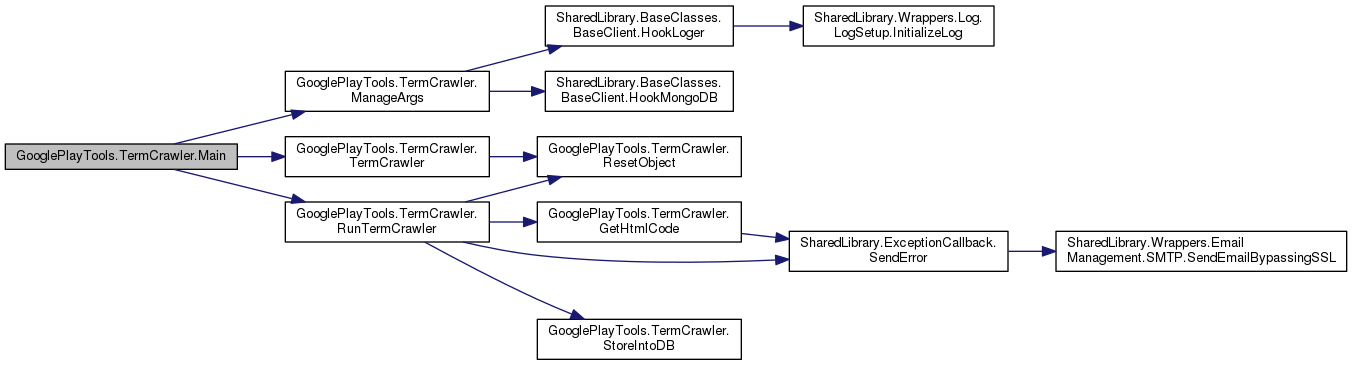 SharedLibrary.BaseClasses.
BaseClient.HookLoger
SharedLibrary.Wrappers.Log.
LogSetup.InitializeLog
GooglePlayTools.TermCrawler.
ManageArgs
SharedLibrary.BaseClasses.
BaseClient.HookMongoDB
GooglePlayTools.TermCrawler.Main
GooglePlayTools.TermCrawler.
TermCrawler
GooglePlayTools.TermCrawler.
ResetObject
GooglePlayTools.TermCrawler.
RunTermCrawler
GooglePlayTools.TermCrawler.
GetHtmlCode
SharedLibrary.ExceptionCallback.
SendError
SharedLibrary.Wrappers.Email
Management.SMTP.SendEmailBypassingSSL
GooglePlayTools.TermCrawler.
StoreIntoDB